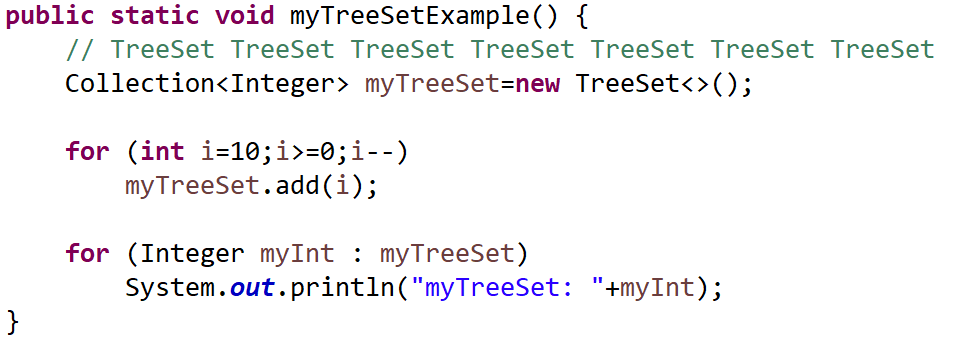 public static void myTreeSetExample() {
    // TreeSet TreeSet TreeSet TreeSet TreeSet TreeSet TreeSet
    Collection<Integer> myTreeSet=new TreeSet<>();

    for (int i=10;i>=0;i--)
        myTreeSet.add(i);

    for (Integer myInt : myTreeSet)
        System.out.println("myTreeSet: "+myInt);
}